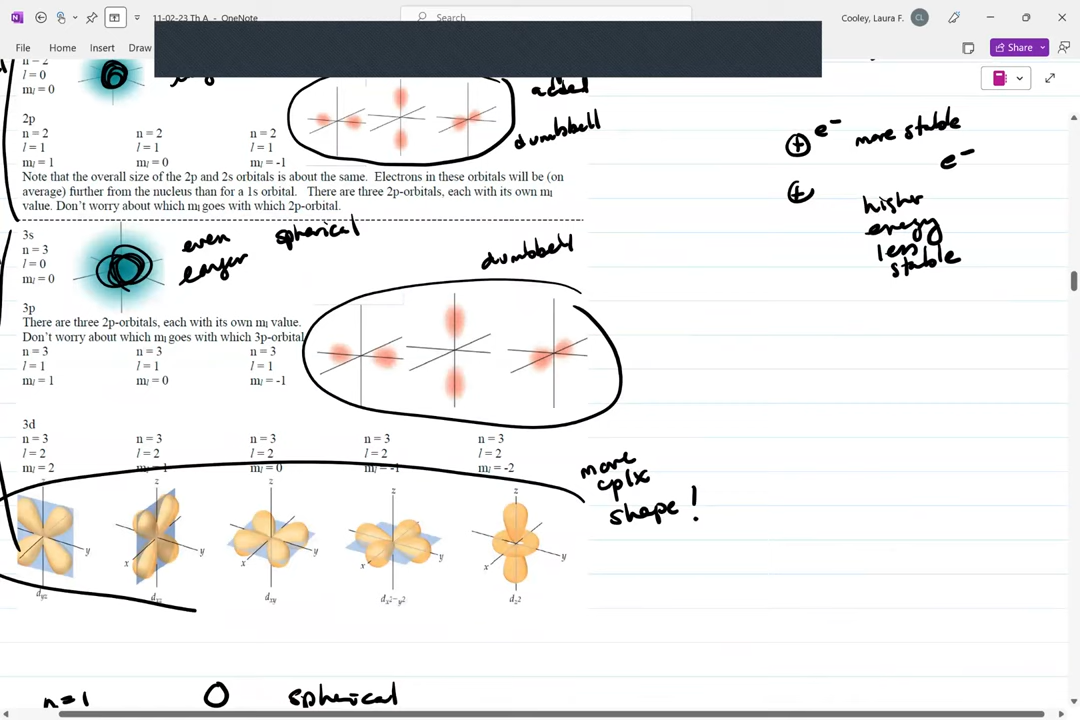 11-02-23 Th A. - OneNote
Search
Cooley, Laura F.
CL
File Home Insert Draw
Share
n = 2
l = 0
ml = 0
added
dumbbell
2p
n = 2 n = 2 n = 2
l = 1 l = 1 l = 1
ml = 1 ml = 0 ml = -1
Note that the overall size of the 2p and 2s orbitals is about the same. Electrons in these orbitals will be (on
average) further from the nucleus than for a 1s orbital. There are three 2p-orbitals, each with its own ml
value. Don't worry about which ml goes with which 2p-orbital.
+ e- more stable
e-
+
higher
energy
less
stable
3s
n = 3
l = 0
ml = 0
even
larger
spherical
dumbbell
3p
There are three 2p-orbitals, each with its own ml value.
Don't worry about which ml goes with which 3p-orbital
n = 3 n = 3 n = 3
l = 1 l = 1 l = 1
ml = 1 ml = 0 ml = -1
3d
n = 3 n = 3 n = 3 n = 3 n = 3
l = 2 l = 2 l = 2 l = 2 l = 2
ml = 2 ml = 1 ml = 0 ml = -1 ml = -2
more
cplx
shape!
z z z z z
y y y y y
x x x x
dyz dxz dxy dx2-y2 dz2
n=1 spherical